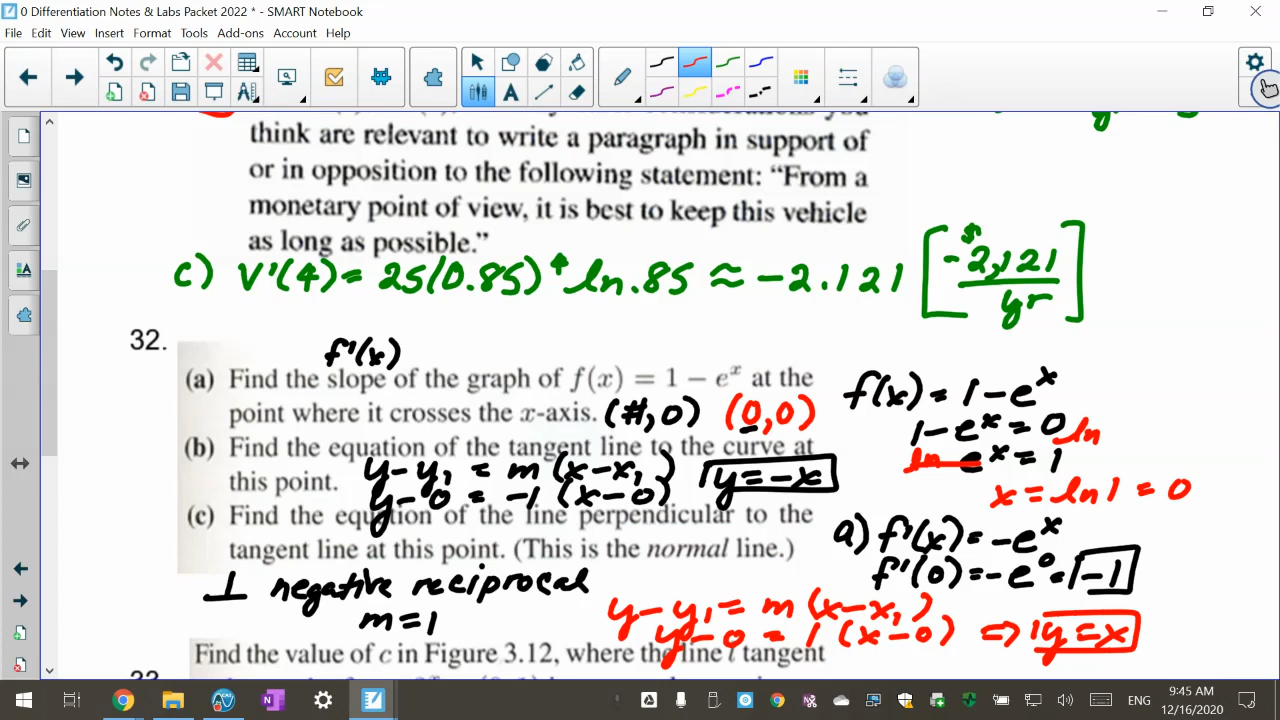 0 Differentiation Notes & Labs Packet 2022 * - SMART Notebook
File Edit View Insert Format Tools Add-ons Account Help
think are relevant to write a paragraph in support of
or in opposition to the following statement: “From a
monetary point of view, it is best to keep this vehicle
as long as possible.”
c) V'(4) = 25(0.85)⁴ ln .85 ≈ -2.121 [-$2,121/yr]
32.
f'(x)
(a) Find the slope of the graph of f(x) = 1 − eˣ at the
point where it crosses the x-axis. (#,0) (0,0)
(b) Find the equation of the tangent line to the curve at
this point.
y-y₁ = m(x-x₁)
y-0 = -1(x-0)
y=-x
(c) Find the equation of the line perpendicular to the
tangent line at this point. (This is the normal line.)
⊥ negative reciprocal
m=1
f(x) = 1-eˣ
1-eˣ = 0
ln eˣ = 1 ln
x = ln 1 = 0
a) f'(x) = -eˣ
f'(0) = -e⁰ = -1
y-y₁ = m(x-x₁)
y-0 = 1(x-0) ⇒ y=x
Find the value of c in Figure 3.12, where the line l tangent
ENG
9:45 AM
12/16/2020